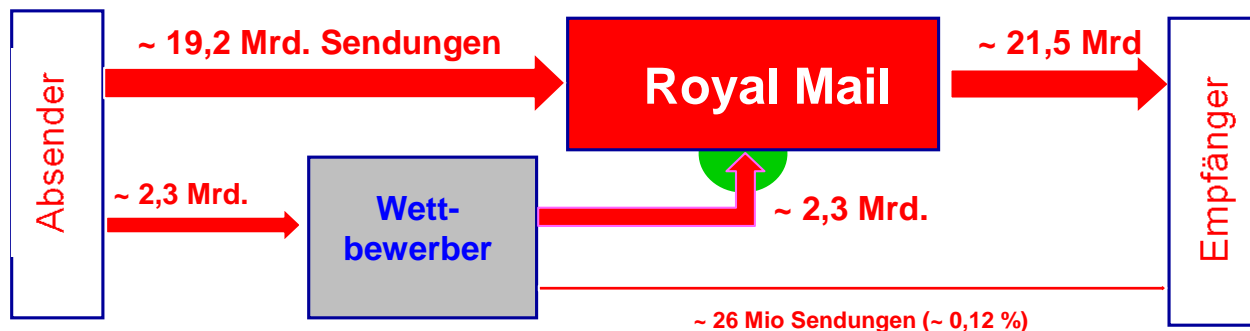 Absender
~ 19,2 Mrd. Sendungen
Royal Mail
~ 21,5 Mrd
Empfänger
~ 2,3 Mrd.
Wett-
bewerber
~ 2,3 Mrd.
~ 26 Mio Sendungen (~ 0,12 %)